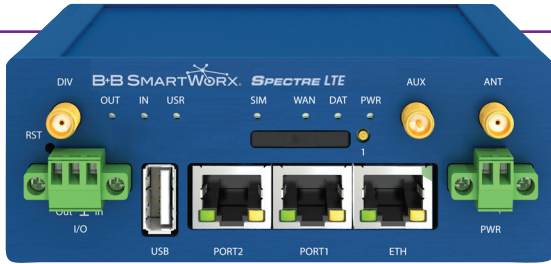 DIV B+B SMARTWORX. SPECTRE LTE AUX ANT
OUT IN USR SIM WAN DAT PWR
RST
1
Out In
I/O PWR
USB PORT2 PORT1 ETH